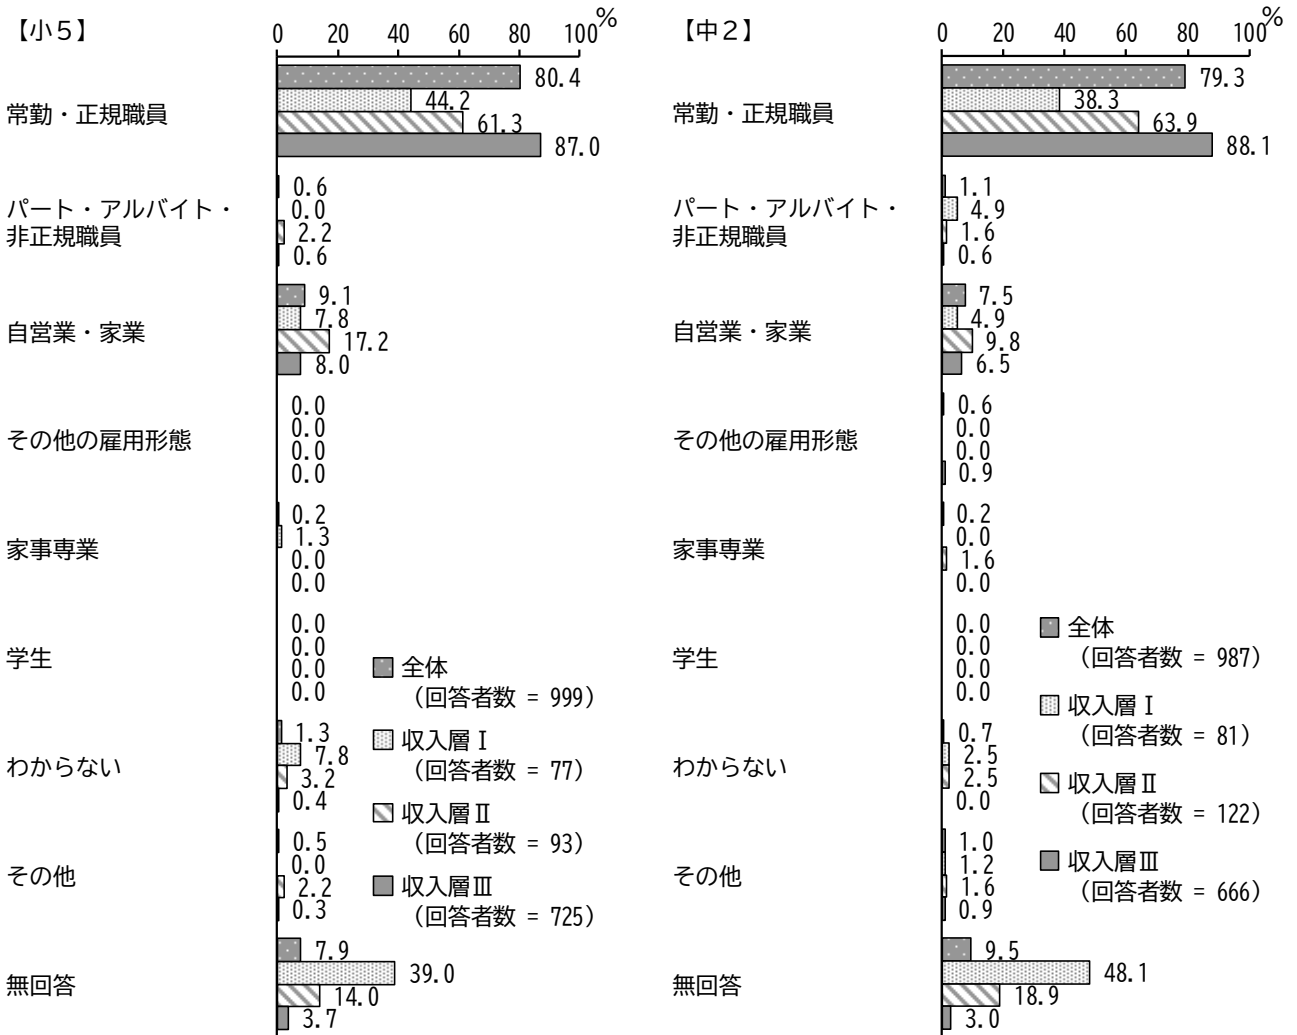 【小５】
0 20 40 60 80 100 %
常勤・正規職員
80.4
44.2
61.3
87.0
パート・アルバイト・
非正規職員
0.6
0.0
2.2
0.6
自営業・家業
9.1
7.8
17.2
8.0
その他の雇用形態
0.0
0.0
0.0
0.0
家事専業
0.2
1.3
0.0
0.0
学生
0.0
0.0
0.0
0.0
わからない
1.3
7.8
3.2
0.4
その他
0.5
0.0
2.2
0.3
無回答
7.9
39.0
14.0
3.7
全体
（回答者数 = 999）
収入層Ⅰ
（回答者数 = 77）
収入層Ⅱ
（回答者数 = 93）
収入層Ⅲ
（回答者数 = 725）
【中２】
0 20 40 60 80 100 %
常勤・正規職員
79.3
38.3
63.9
88.1
パート・アルバイト・
非正規職員
1.1
4.9
1.6
0.6
自営業・家業
7.5
4.9
9.8
6.5
その他の雇用形態
0.6
0.0
0.0
0.9
家事専業
0.2
0.0
1.6
0.0
学生
0.0
0.0
0.0
0.0
わからない
0.7
2.5
2.5
0.0
その他
1.0
1.2
1.6
0.9
無回答
9.5
48.1
18.9
3.0
全体
（回答者数 = 987）
収入層Ⅰ
（回答者数 = 81）
収入層Ⅱ
（回答者数 = 122）
収入層Ⅲ
（回答者数 = 666）